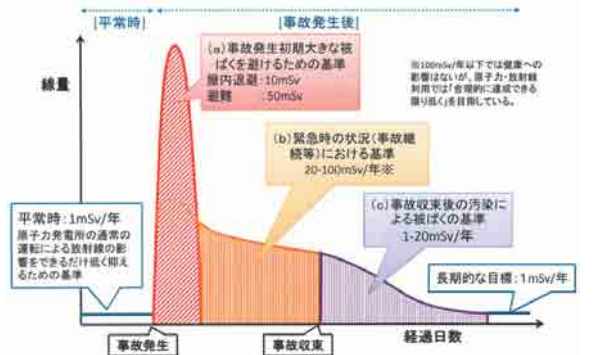 [平常時]
[事故発生後]
線量
(a)事故発生初期大きな被
ばくを避けるための基準
屋内退避:10mSv
避難 :50mSv
※100mSv/年以下では健康への
影響はないが、原子力・放射線
利用では「合理的に達成できる
限り低く」を目指している。
(b)緊急時の状況(事故継
続等)における基準
20-100mSv/年※
(c)事故収束後の汚染に
よる被ばくの基準
1-20mSv/年
平常時:1mSv/年
原子力発電所の通常の
運転による放射線の影
響をできるだけ低く抑え
るための基準
長期的な目標:1mSv/年
事故発生
事故収束
経過日数